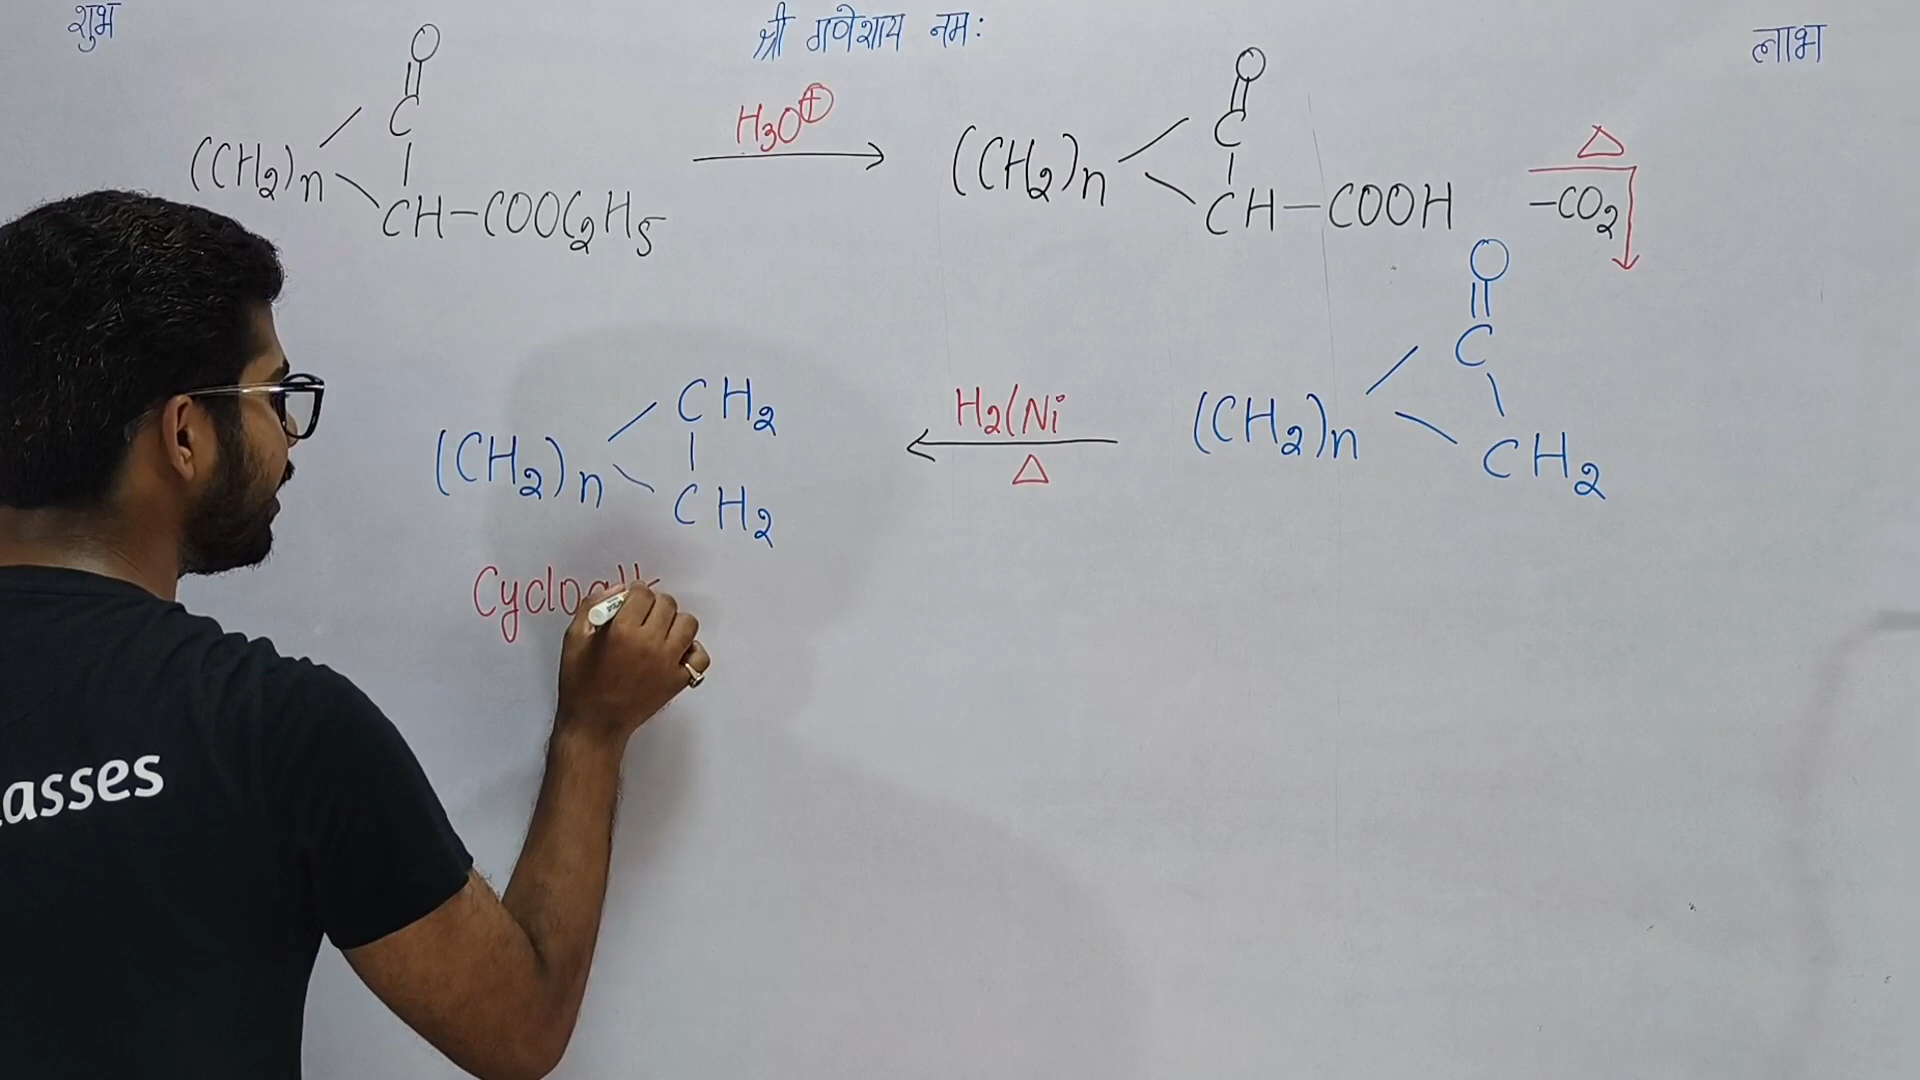 शुभ
श्री गणेशाय नमः
लाभ
O
||
C
|
(CH₂)n
CH-COOC₂H₅
H₃O⊕
O
||
C
|
(CH₂)n
CH-COOH
Δ
-CO₂
O
||
C
(CH₂)n
CH₂
H₂/Ni
Δ
CH₂
|
(CH₂)n
CH₂
asses